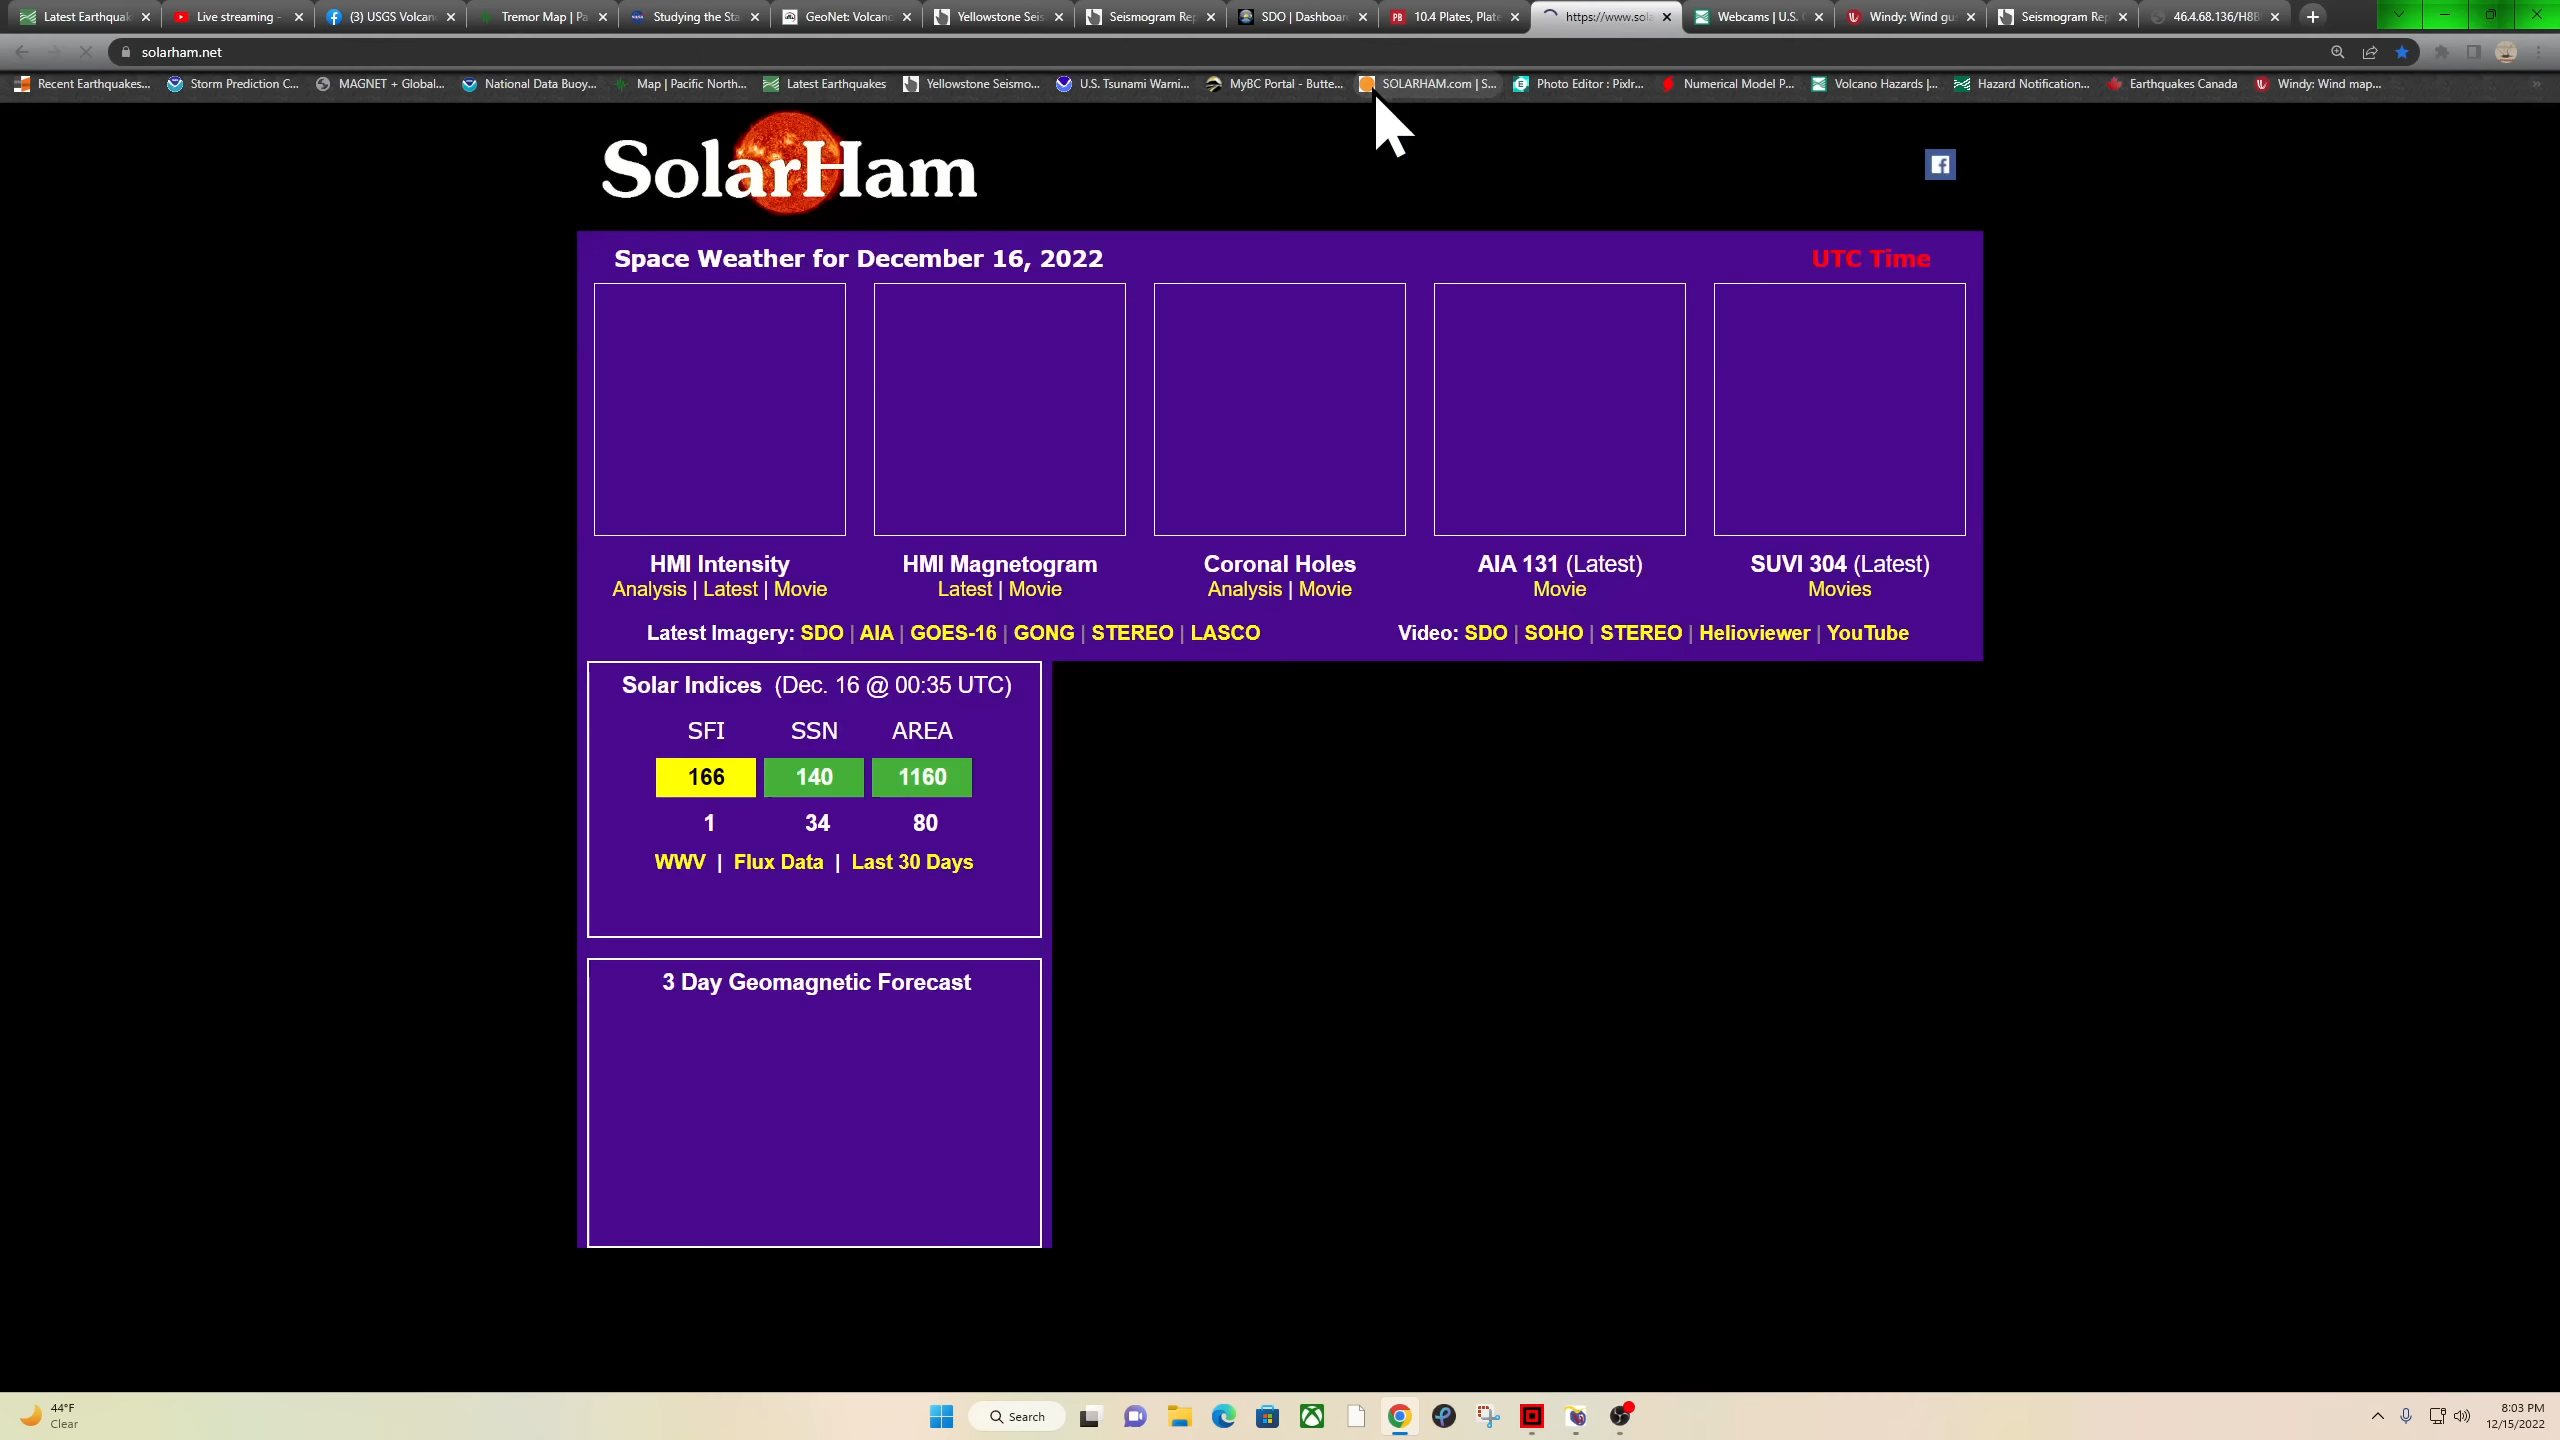 Latest Earthquak
Live streaming -
(3) USGS Volcan
Tremor Map | Pa
Studying the Sta
GeoNet: Volcano
Yellowstone Seis
Seismogram Rep
SDO | Dashboar
10.4 Plates, Plate
https://www.sola
Webcams | U.S. G
Windy: Wind gu
Seismogram Rep
46.4.68.136/H8B
solarham.net
Recent Earthquakes...
Storm Prediction C...
MAGNET + Global...
National Data Buoy...
Map | Pacific North...
Latest Earthquakes
Yellowstone Seismo...
U.S. Tsunami Warni...
MyBC Portal - Butte...
SOLARHAM.com | S...
Photo Editor : Pixlr...
Numerical Model P...
Volcano Hazards |...
Hazard Notification...
Earthquakes Canada
Windy: Wind map...
SolarHam
Space Weather for December 16, 2022 UTC Time
HMI Intensity
Analysis | Latest | Movie
HMI Magnetogram
Latest | Movie
Coronal Holes
Analysis | Movie
AIA 131 (Latest)
Movie
SUVI 304 (Latest)
Movies
Latest Imagery: SDO | AIA | GOES-16 | GONG | STEREO | LASCO
Video: SDO | SOHO | STEREO | Helioviewer | YouTube
Solar Indices (Dec. 16 @ 00:35 UTC)
SFI SSN AREA
166 140 1160
1 34 80
WWV | Flux Data | Last 30 Days
3 Day Geomagnetic Forecast
44°F
Clear
Search
8:03 PM
12/15/2022